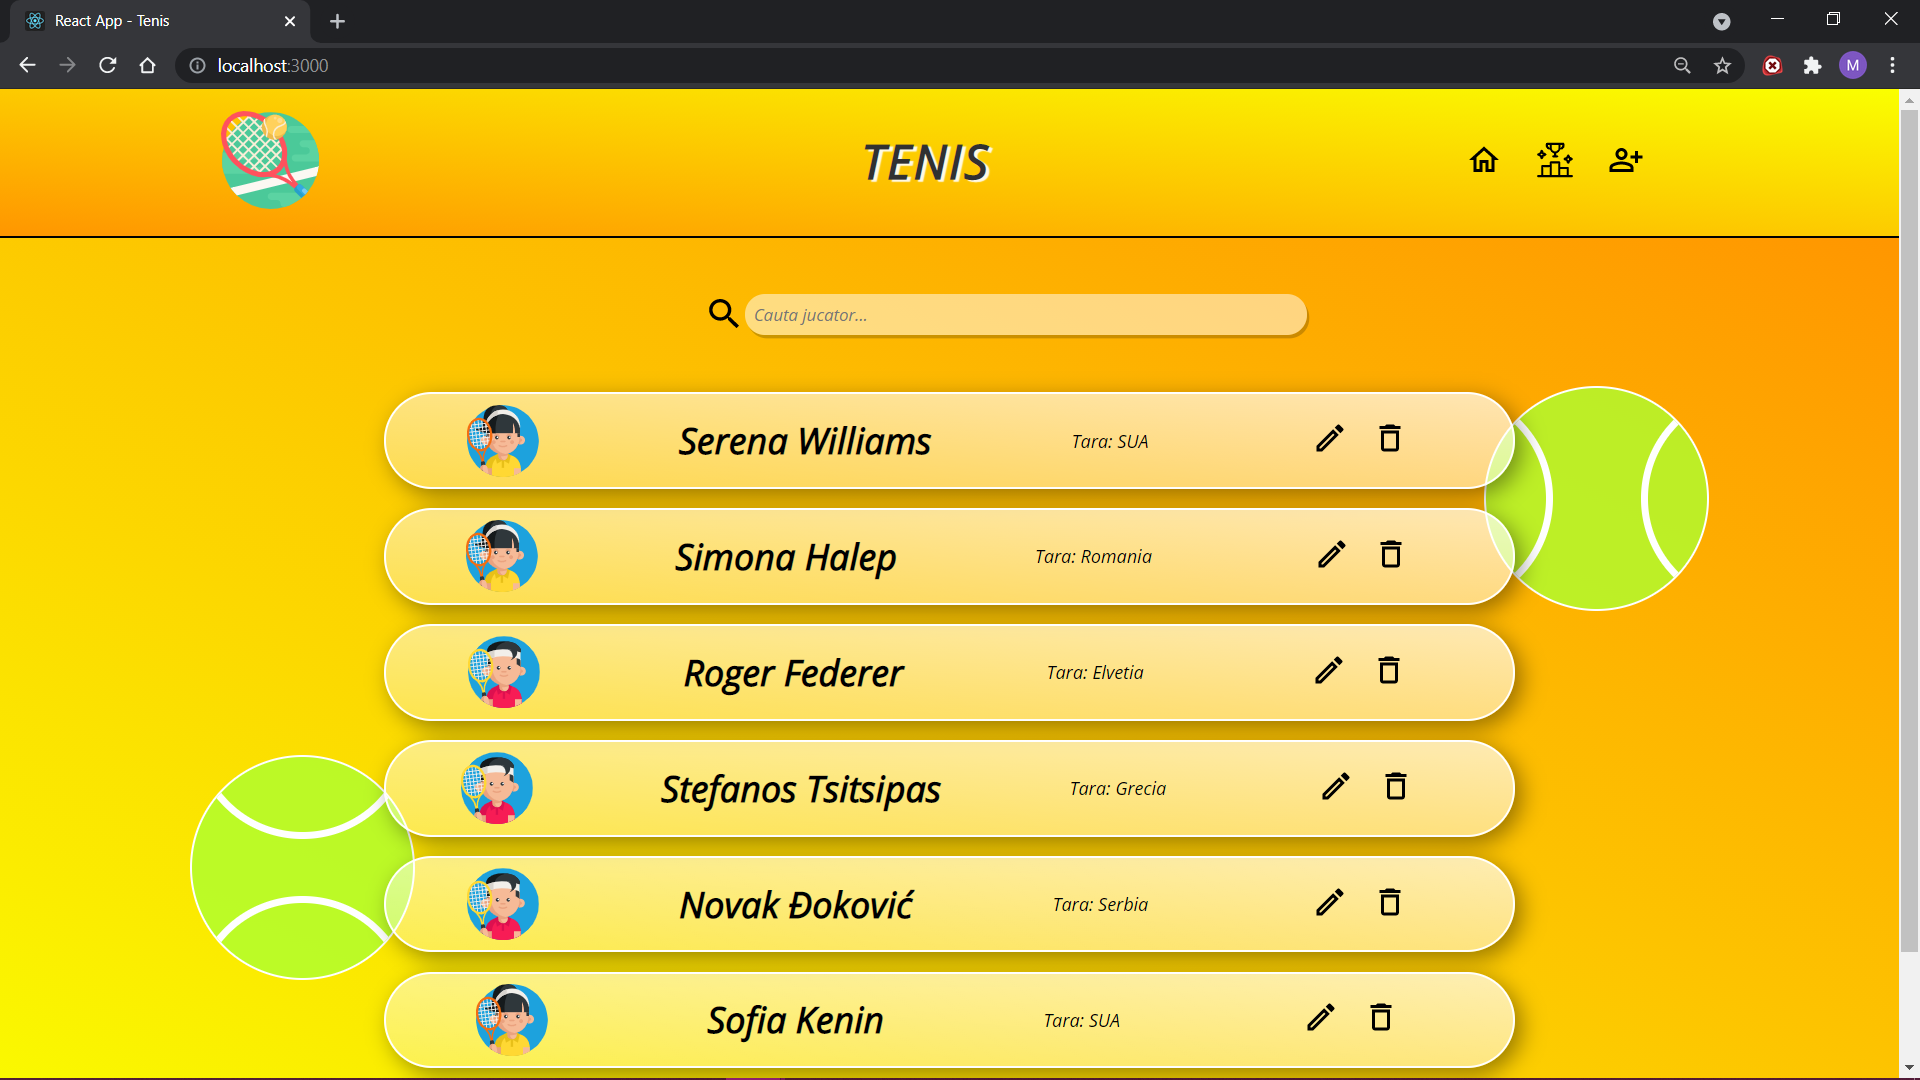 React App - Tenis
localhost:3000
M
TENIS
Cauta jucator...
Serena Williams Tara: SUA
Simona Halep Tara: Romania
Roger Federer Tara: Elvetia
Stefanos Tsitsipas Tara: Grecia
Novak Đoković Tara: Serbia
Sofia Kenin Tara: SUA